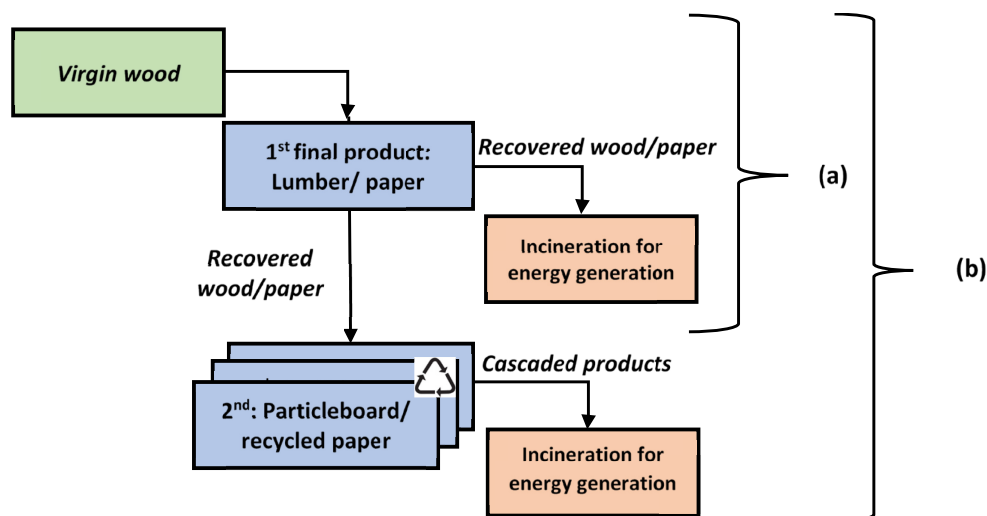 Virgin wood
1st final product:
Lumber/ paper
Recovered wood/paper
(a)
Incineration for
energy generation
Recovered
wood/paper
(b)
Cascaded products
2nd: Particleboard/
recycled paper
Incineration for
energy generation